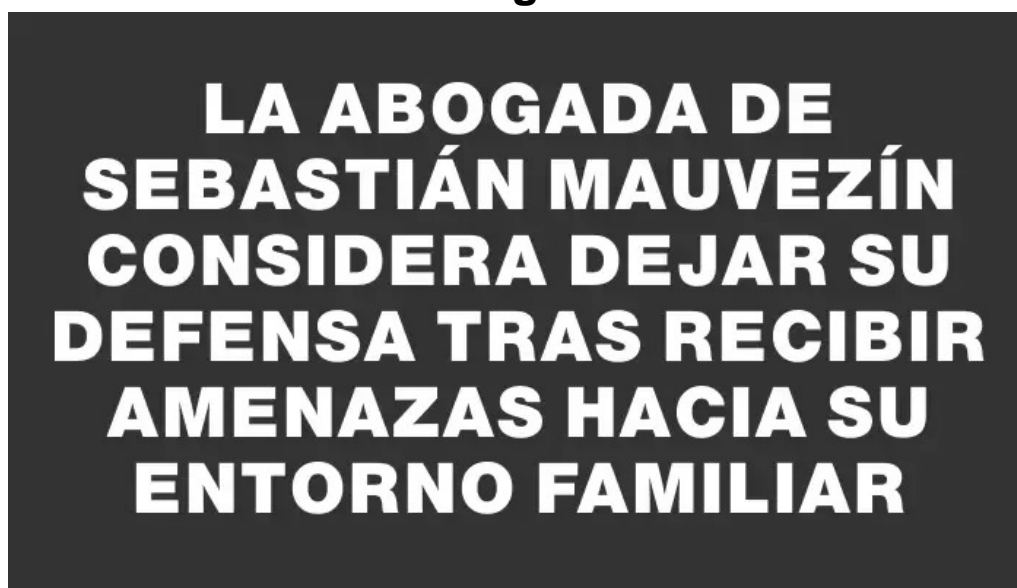 LA ABOGADA DE
SEBASTIÁN MAUVEZÍN
CONSIDERA DEJAR SU
DEFENSA TRAS RECIBIR
AMENAZAS HACIA SU
ENTORNO FAMILIAR